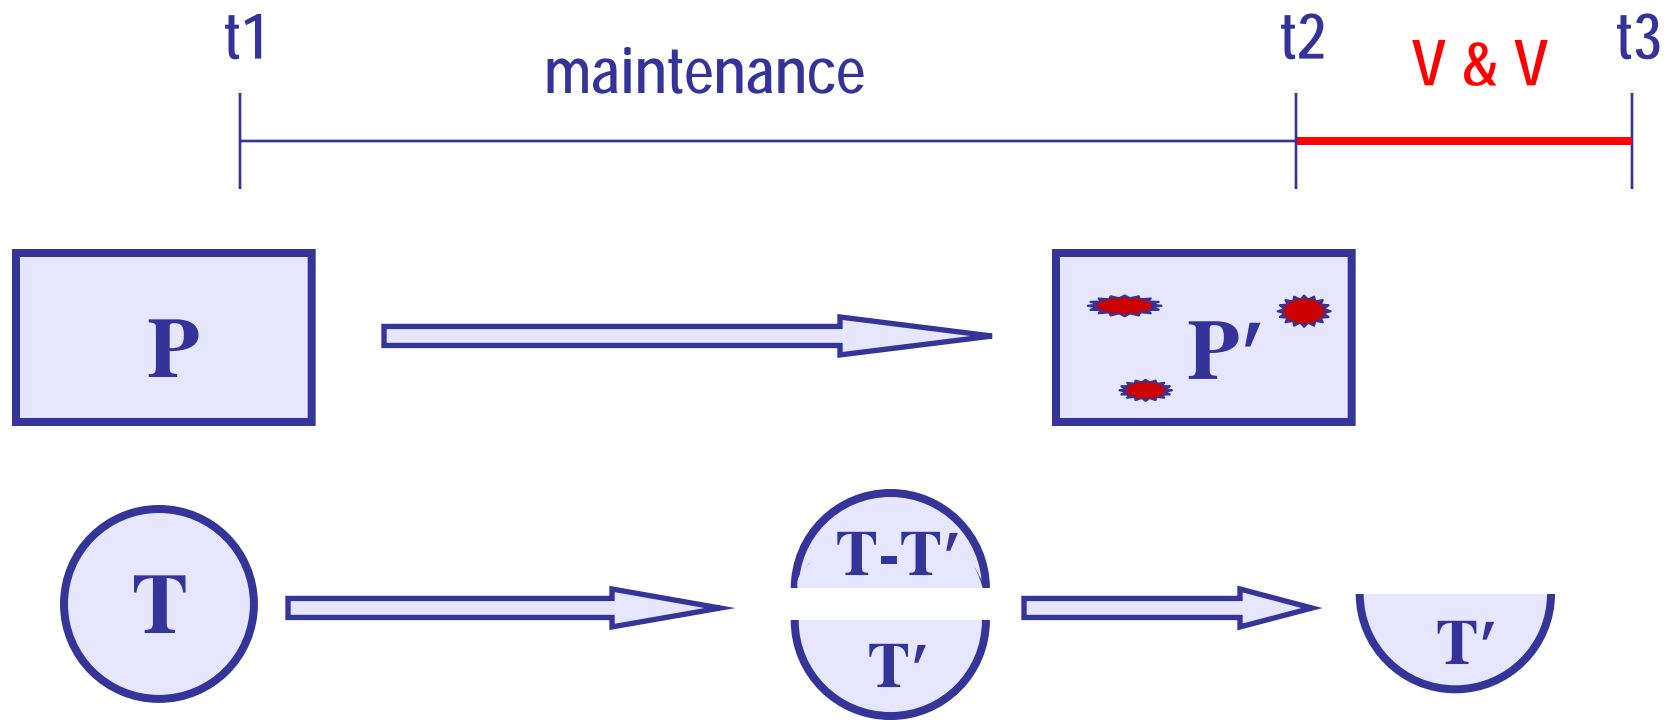 t1
maintenance
t2
V & V
t3
P
P′
T
T-T′
T′
T′